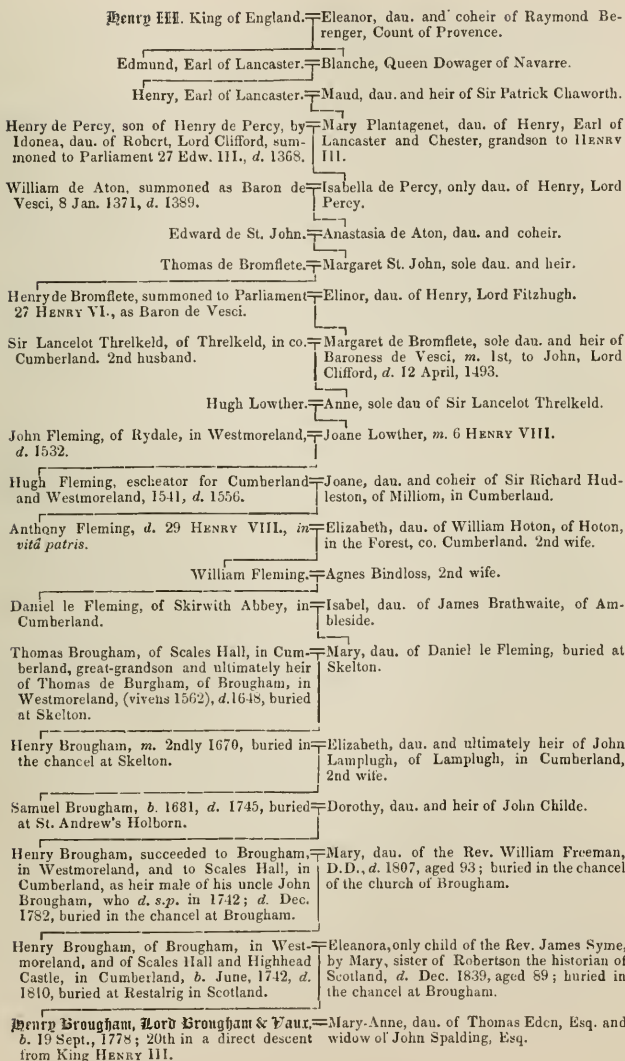 Henry III. King of England.
Eleanor, dau. and coheir of Raymond Be-
renger, Count of Provence.
Edmund, Earl of Lancaster.
Blanche, Queen Dowager of Navarre.
Henry, Earl of Lancaster.
Maud, dau. and heir of Sir Patrick Chaworth.
Henry de Percy, son of Henry de Percy, by
Idonea, dau. of Robert, Lord Clifford, sum-
moned to Parliament 27 Edw. III., d. 1368.
Mary Plantagenet, dau. of Henry, Earl of
Lancaster and Chester, grandson to HENRY
III.
William de Aton, summoned as Baron de
Vesci, 8 Jan. 1371, d. 1389.
Isabella de Percy, only dau. of Henry, Lord
Percy.
Edward de St. John.
Anastasia de Aton, dau. and coheir.
Thomas de Bromflete.
Margaret St. John, sole dau. and heir.
Henry de Bromflete, summoned to Parliament
27 HENRY VI., as Baron de Vesci.
Elinor, dau. of Henry, Lord Fitzhugh.
Sir Lancelot Threlkeld, of Threlkeld, in co.
Cumberland. 2nd husband.
Margaret de Bromflete, sole dau. and heir of
Baroness de Vesci, m. 1st, to John, Lord
Clifford, d. 12 April, 1493.
Hugh Lowther.
Anne, sole dau of Sir Lancelot Threlkeld.
John Fleming, of Rydale, in Westmoreland,
d. 1532.
Joane Lowther, m. 6 HENRY VIII.
Hugh Fleming, escheator for Cumberland
and Westmoreland, 1541, d. 1556.
Joane, dau. and coheir of Sir Richard Hud-
leston, of Milliom, in Cumberland.
Anthony Fleming, d. 29 HENRY VIII., in
vitâ patris.
Elizabeth, dau. of William Hoton, of Hoton,
in the Forest, co. Cumberland. 2nd wife.
William Fleming.
Agnes Bindloss, 2nd wife.
Daniel le Fleming, of Skirwith Abbey, in
Cumberland.
Isabel, dau. of James Brathwaite, of Am-
bleside.
Thomas Brougham, of Scales Hall, in Cum-
berland, great-grandson and ultimately heir
of Thomas de Burgham, of Brougham, in
Westmoreland, (vivens 1562), d. 1648, buried
at Skelton.
Mary, dau. of Daniel le Fleming, buried at
Skelton.
Henry Brougham, m. 2ndly 1670, buried in
the chancel at Skelton.
Elizabeth, dau. and ultimately heir of John
Lamplugh, of Lamplugh, in Cumberland,
2nd wife.
Samuel Brougham, b. 1681, d. 1745, buried
at St. Andrew's Holborn.
Dorothy, dau. and heir of John Childe.
Henry Brougham, succeeded to Brougham,
in Westmoreland, and to Scales Hall, in
Cumberland, as heir male of his uncle John
Brougham, who d. s.p. in 1742; d. Dec.
1782, buried in the chancel at Brougham.
Mary, dau. of the Rev. William Freeman,
D.D., d. 1807, aged 93; buried in the chancel
of the church of Brougham.
Henry Brougham, of Brougham, in West-
moreland, and of Scales Hall and Highhead
Castle, in Cumberland, b. June, 1742, d.
1810, buried at Restalrig in Scotland.
Eleanora, only child of the Rev. James Syme,
by Mary, sister of Robertson the historian of
Scotland, d. Dec. 1839, aged 89; buried in
the chancel at Brougham.
Henry Brougham, Lord Brougham & Vaux,
b. 19 Sept., 1778; 20th in a direct descent
from King HENRY III.
Mary-Anne, dau. of Thomas Eden, Esq. and
widow of John Spalding, Esq.